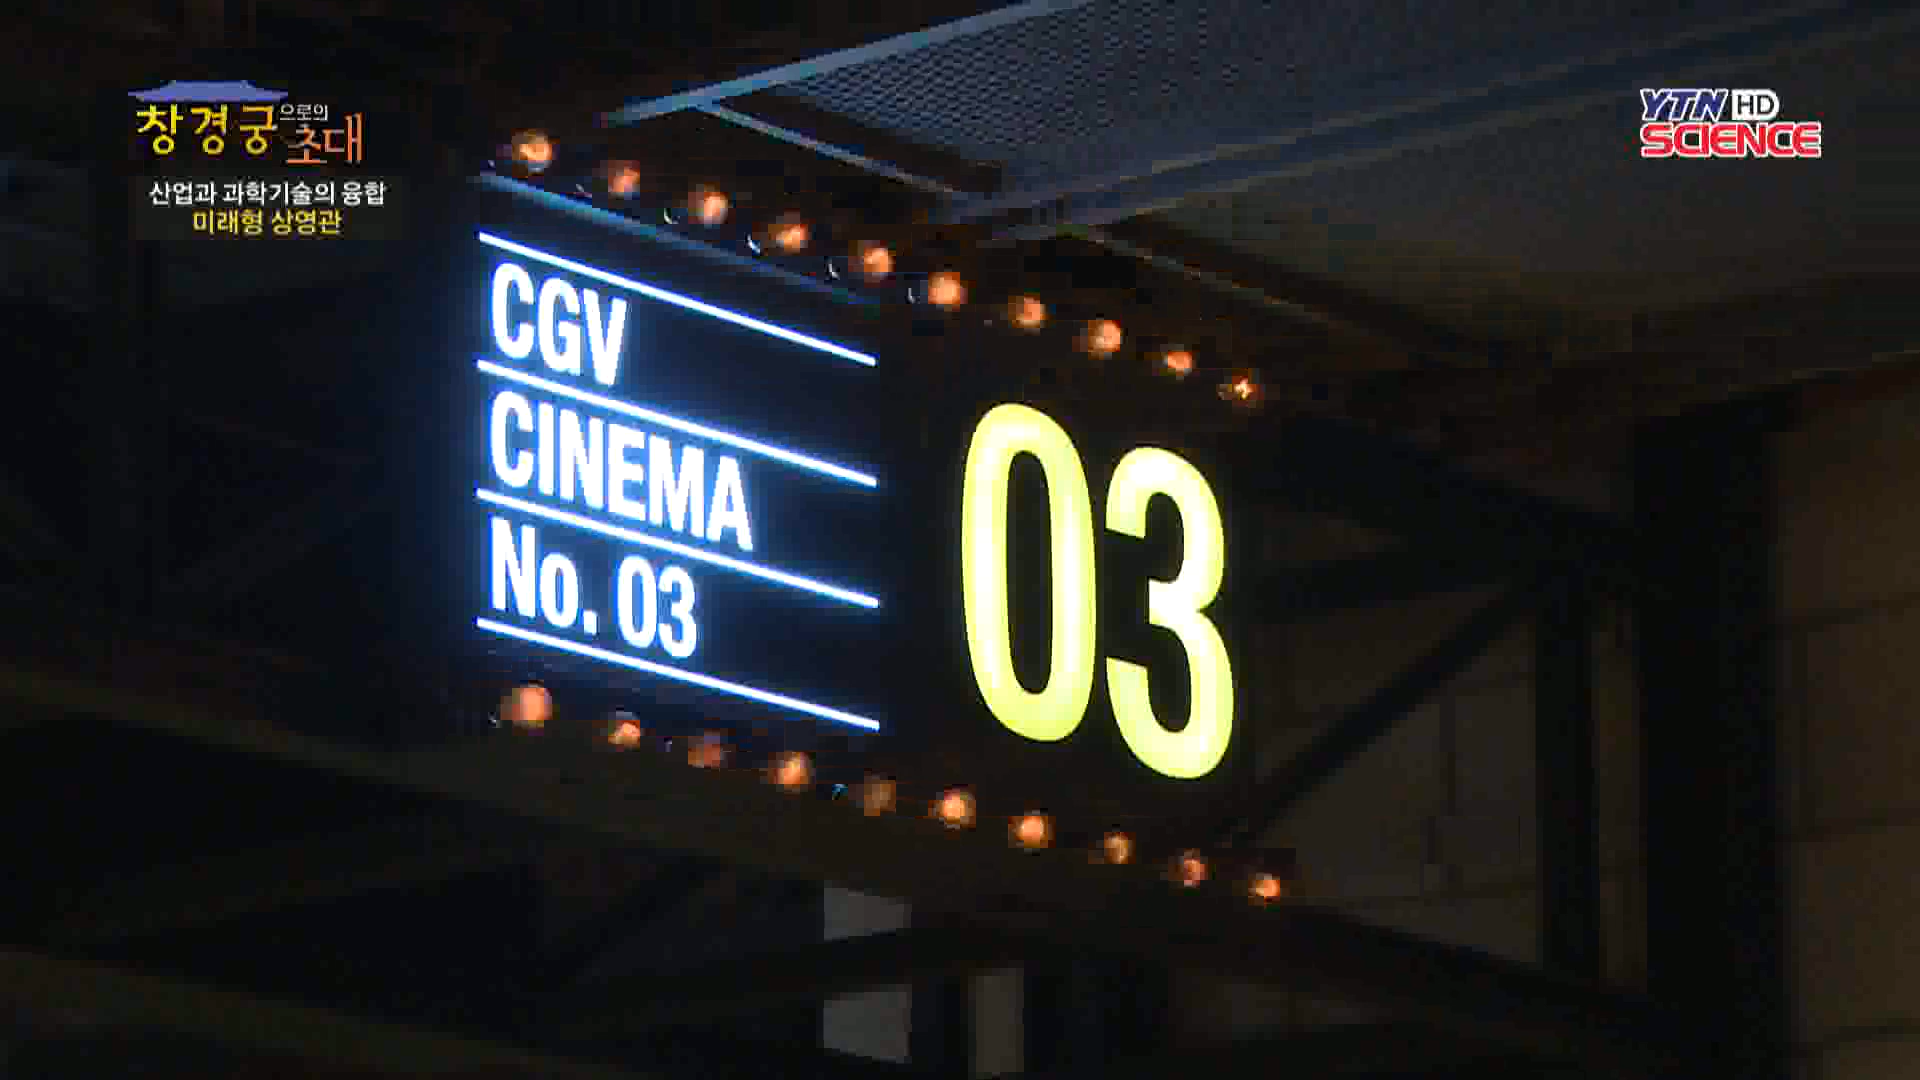 창경궁으로의 초대
산업과 과학기술의 융합
미래형 상영관
YTN HD
SCIENCE
CGV
CINEMA
No. 03
03